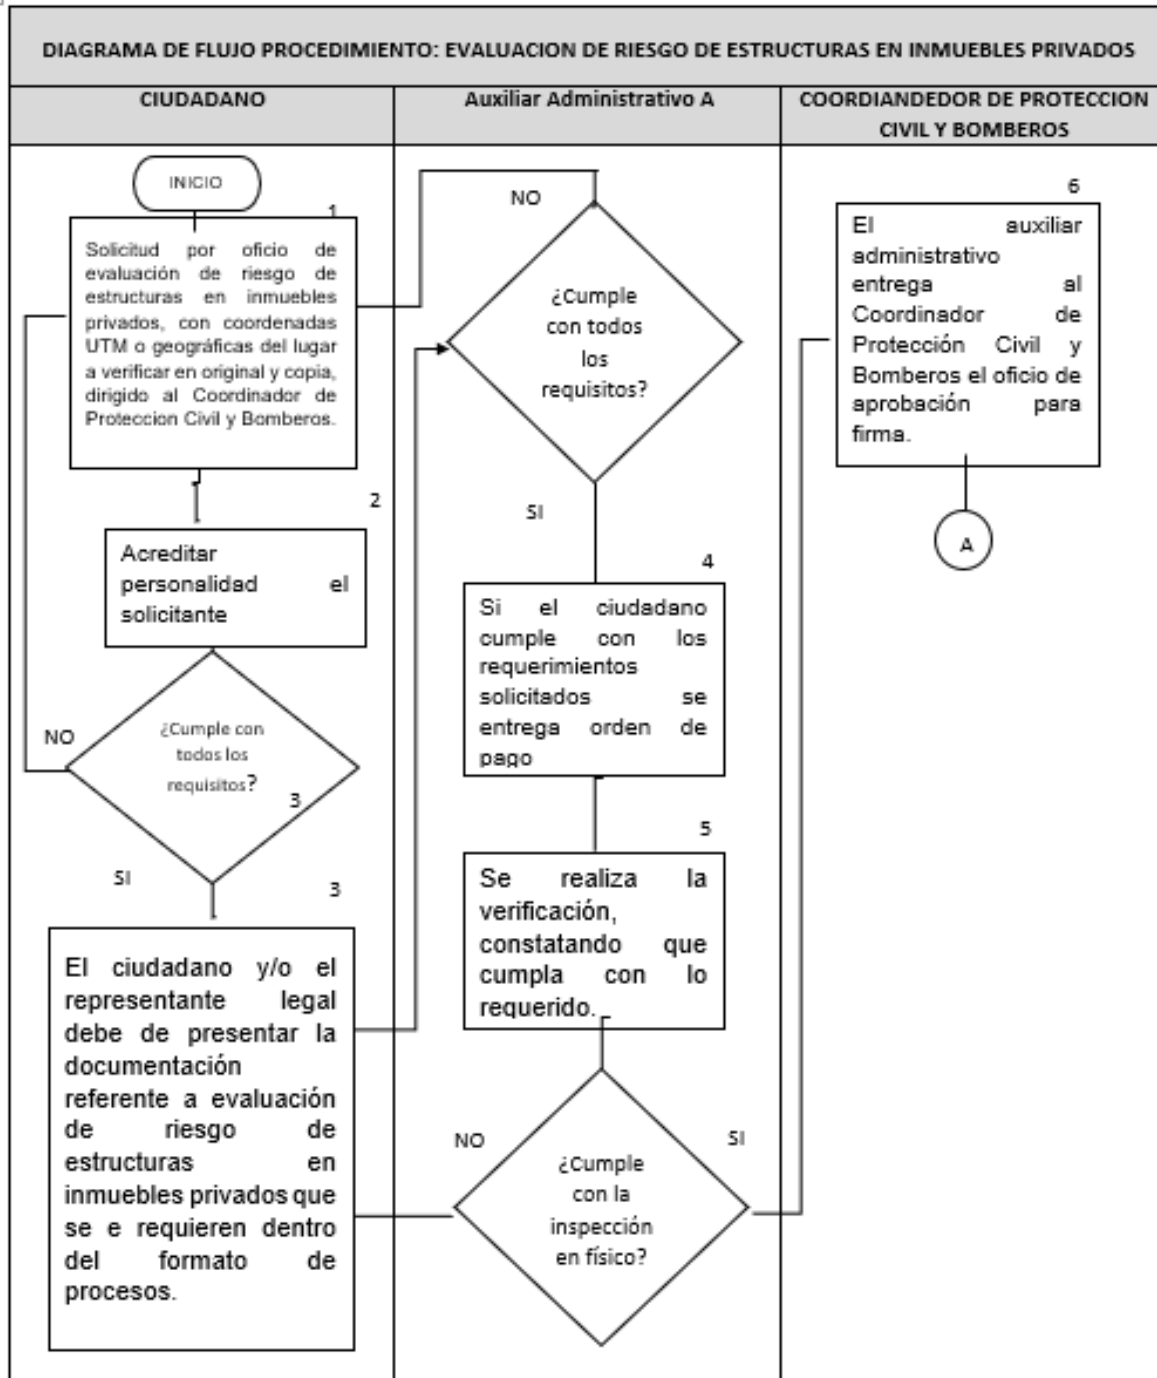 DIAGRAMA DE FLUJO PROCEDIMIENTO: EVALUACION DE RIESGO DE ESTRUCTURAS EN INMUEBLES PRIVADOS
CIUDADANO
Auxiliar Administrativo A
COORDIANDEDOR DE PROTECCION
CIVIL Y BOMBEROS
INICIO
1
Solicitud por oficio de
evaluación de riesgo de
estructuras en inmuebles
privados, con coordenadas
UTM o geográficas del lugar
a verificar en original y copia,
dirigido al Coordinador de
Proteccion Civil y Bomberos.
2
Acreditar
personalidad el
solicitante
NO
¿Cumple con
todos los
requisitos?
3
SI
3
El ciudadano y/o el
representante legal
debe de presentar la
documentación
referente a evaluación
de riesgo de
estructuras en
inmuebles privados que
se e requieren dentro
del formato de
procesos.
NO
¿Cumple
con todos
los
requisitos?
SI
4
Si el ciudadano
cumple con los
requerimientos
solicitados se
entrega orden de
pago
5
Se realiza la
verificación,
constatando que
cumpla con lo
requerido.
NO
SI
¿Cumple
con la
inspección
en físico?
6
El auxiliar
administrativo
entrega al
Coordinador de
Protección Civil y
Bomberos el oficio de
aprobación para
firma.
A